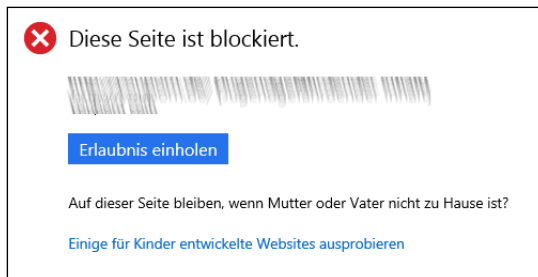 Diese Seite ist blockiert.
Erlaubnis einholen
Auf dieser Seite bleiben, wenn Mutter oder Vater nicht zu Hause ist?
Einige für Kinder entwickelte Websites ausprobieren